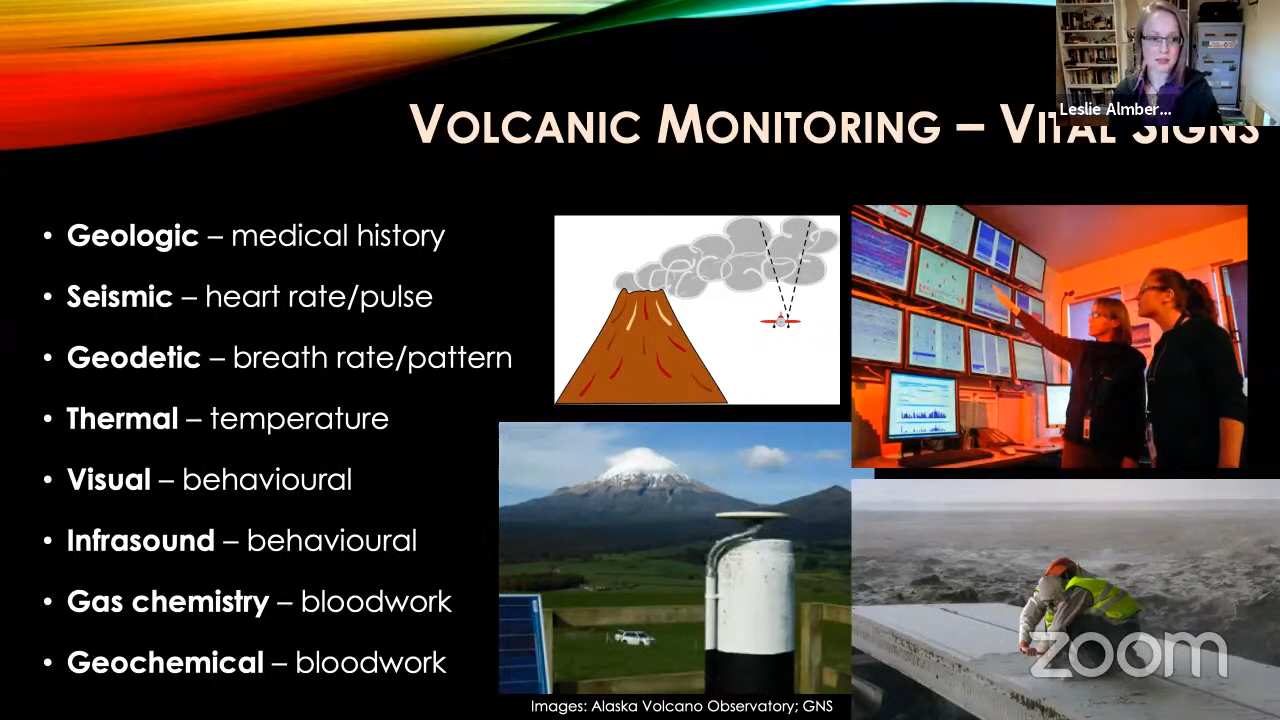 Leslie Almber...
VOLCANIC MONITORING – VITAL SIGNS
• Geologic – medical history
• Seismic – heart rate/pulse
• Geodetic – breath rate/pattern
• Thermal – temperature
• Visual – behavioural
• Infrasound – behavioural
• Gas chemistry – bloodwork
• Geochemical – bloodwork
zoom
Images: Alaska Volcano Observatory; GNS